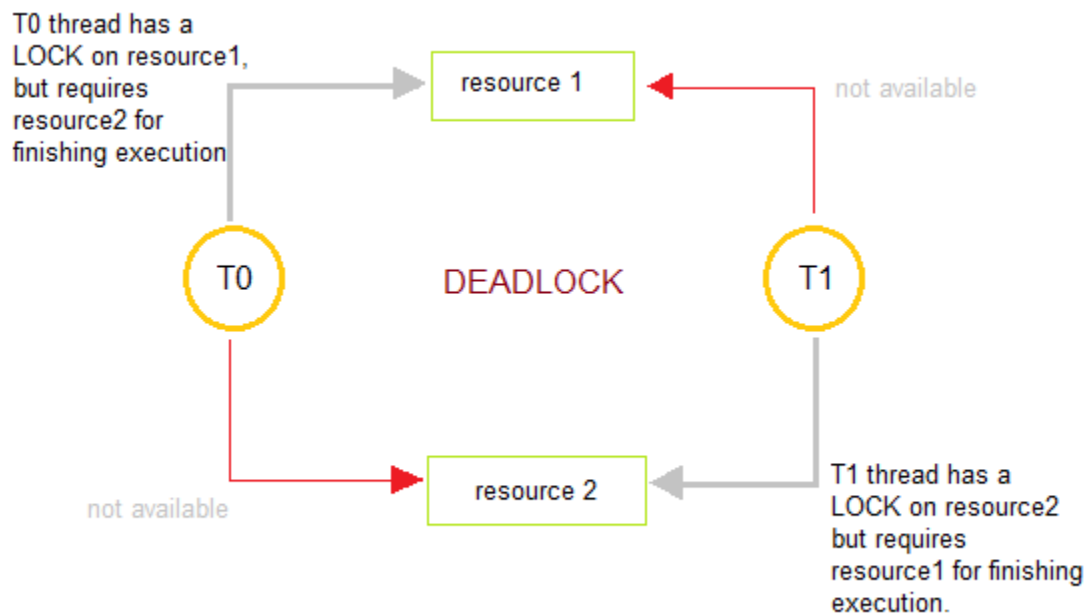 T0 thread has a
LOCK on resource1,
but requires
resource2 for
finishing execution
resource 1
not available
T0
DEADLOCK
T1
not available
resource 2
T1 thread has a
LOCK on resource2
but requires
resource1 for finishing
execution.